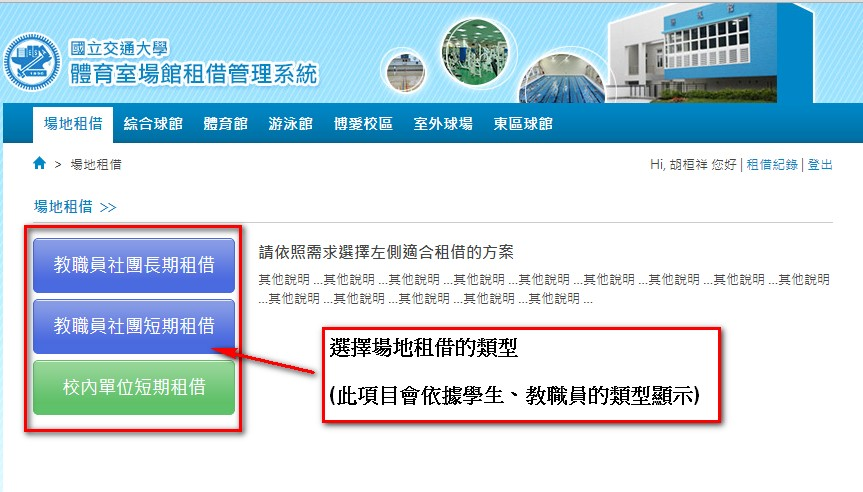 國立交通大學
體育室場館租借管理系統
1896
場地租借 綜合球館 體育館 游泳館 博愛校區 室外球場 東區球館
> 場地租借
Hi, 胡桓祥 您好 | 租借紀錄 | 登出
場地租借 >>
教職員社團長期租借
教職員社團短期租借
校內單位短期租借
請依照需求選擇左側適合租借的方案
其他說明 ...其他說明 ...其他說明 ...其他說明 ...其他說明 ...其他說明 ...其他說明 ...其他說明 ...其他說明
...其他說明 ...其他說明 ...其他說明 ...其他說明 ...其他說明 ...
選擇場地租借的類型
(此項目會依據學生、教職員的類型顯示)